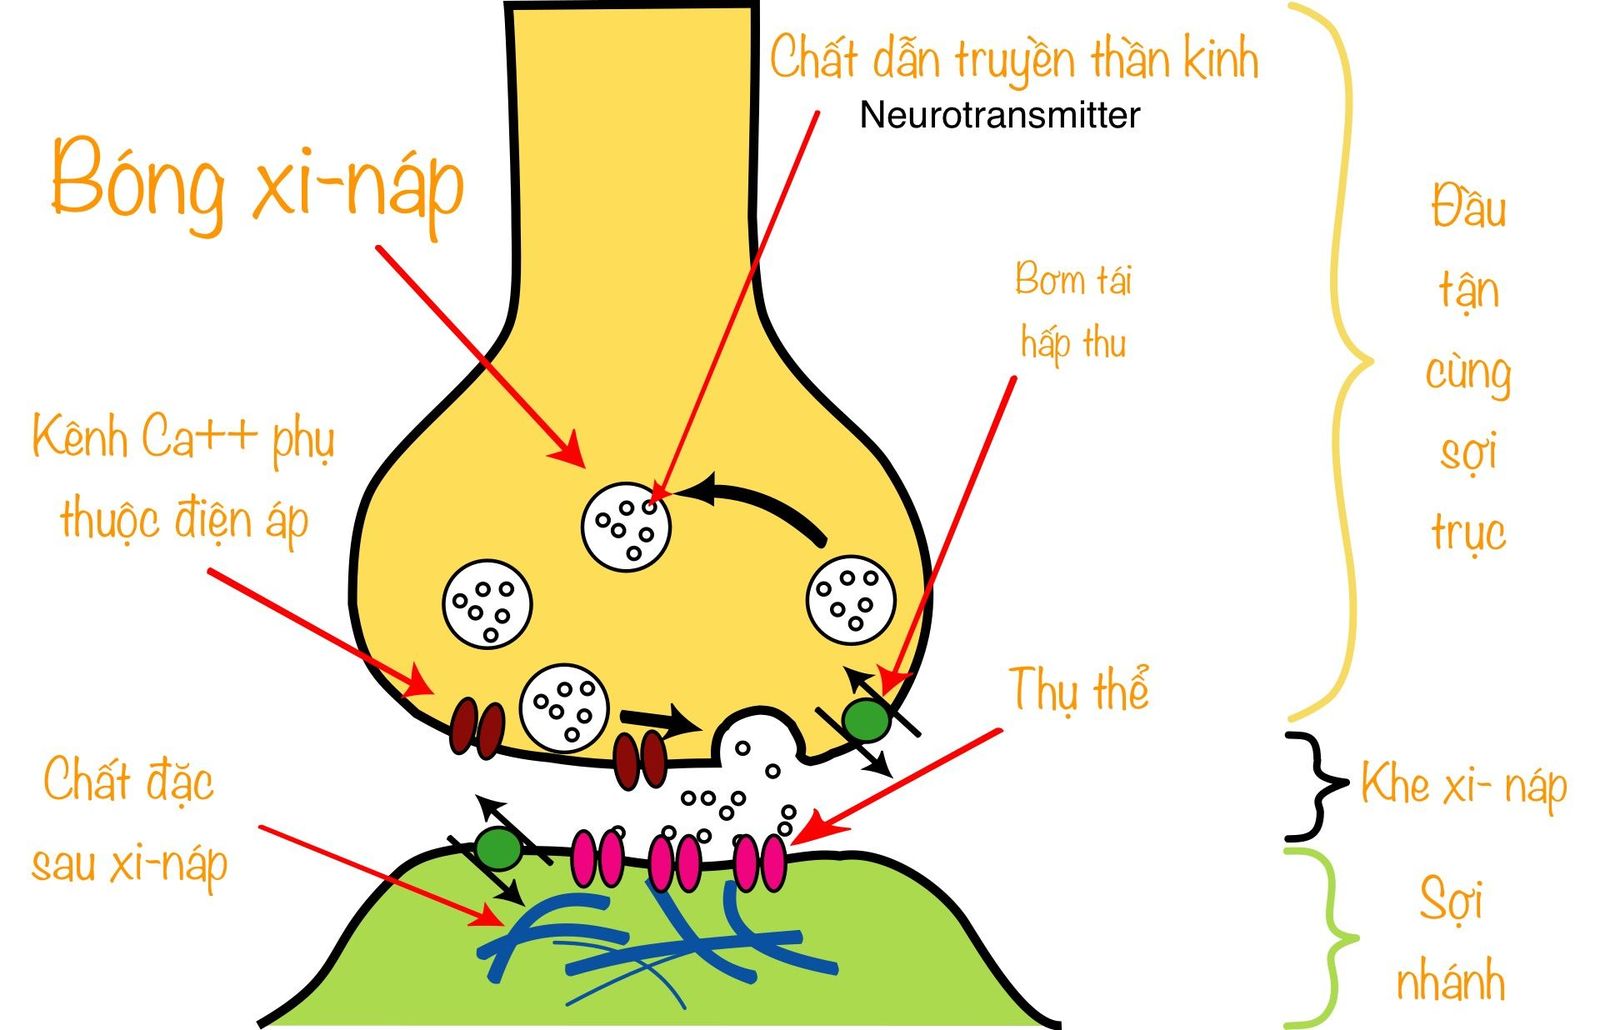 Chất dẫn truyền thần kinh
Neurotransmitter
Bóng xi-náp
Đầu
tận
cùng
sợi
trục
Bơm tái
hấp thu
Kênh Ca++ phụ
thuộc điện áp
Thụ thể
Chất đặc
sau xi-náp
Khe xi- náp
Sợi
nhánh